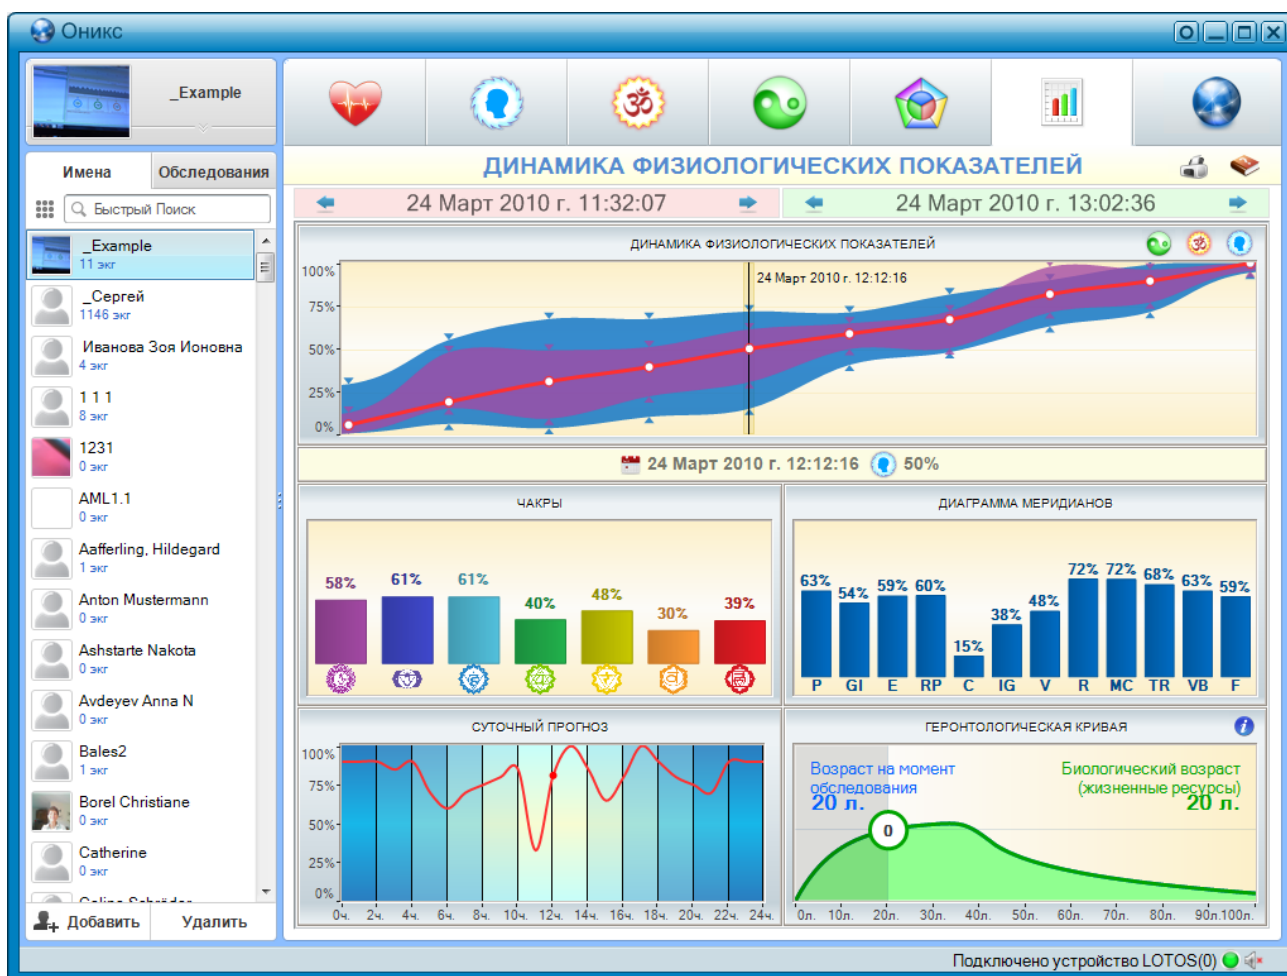 Оникс
_Example
ДИНАМИКА ФИЗИОЛОГИЧЕСКИХ ПОКАЗАТЕЛЕЙ
Имена
Обследования
Быстрый Поиск
_Example
11 экг
_Сергей
1146 экг
Иванова Зоя Ионовна
4 экг
1 1 1
8 экг
1231
0 экг
AML1.1
0 экг
Aafferling, Hildegard
1 экг
Anton Mustermann
0 экг
Ashstarte Nakota
0 экг
Avdeyev Anna N
0 экг
Bales2
1 экг
Borel Christiane
0 экг
Catherine
0 экг
Добавить
Удалить
24 Март 2010 г. 11:32:07
24 Март 2010 г. 13:02:36
ДИНАМИКА ФИЗИОЛОГИЧЕСКИХ ПОКАЗАТЕЛЕЙ
100%
75%
50%
25%
0%
24 Март 2010 г. 12:12:16
24 Март 2010 г. 12:12:16 50%
ЧАКРЫ
58% 61% 61% 40% 48% 30% 39%
ДИАГРАММА МЕРИДИАНОВ
63% 54% 59% 60% 15% 38% 48% 72% 72% 68% 63% 59%
P GI E RP C IG V R MC TR VB F
СУТОЧНЫЙ ПРОГНОЗ
100%
75%
50%
25%
0%
0ч. 2ч. 4ч. 6ч. 8ч. 10ч. 12ч. 14ч. 16ч. 18ч. 20ч. 22ч. 24ч.
ГЕРОНТОЛОГИЧЕСКАЯ КРИВАЯ
Возраст на момент
обследования
20 л.
Биологический возраст
(жизненные ресурсы)
20 л.
0
0л. 10л. 20л. 30л. 40л. 50л. 60л. 70л. 80л. 90л. 100л.
Подключено устройство LOTOS(0)